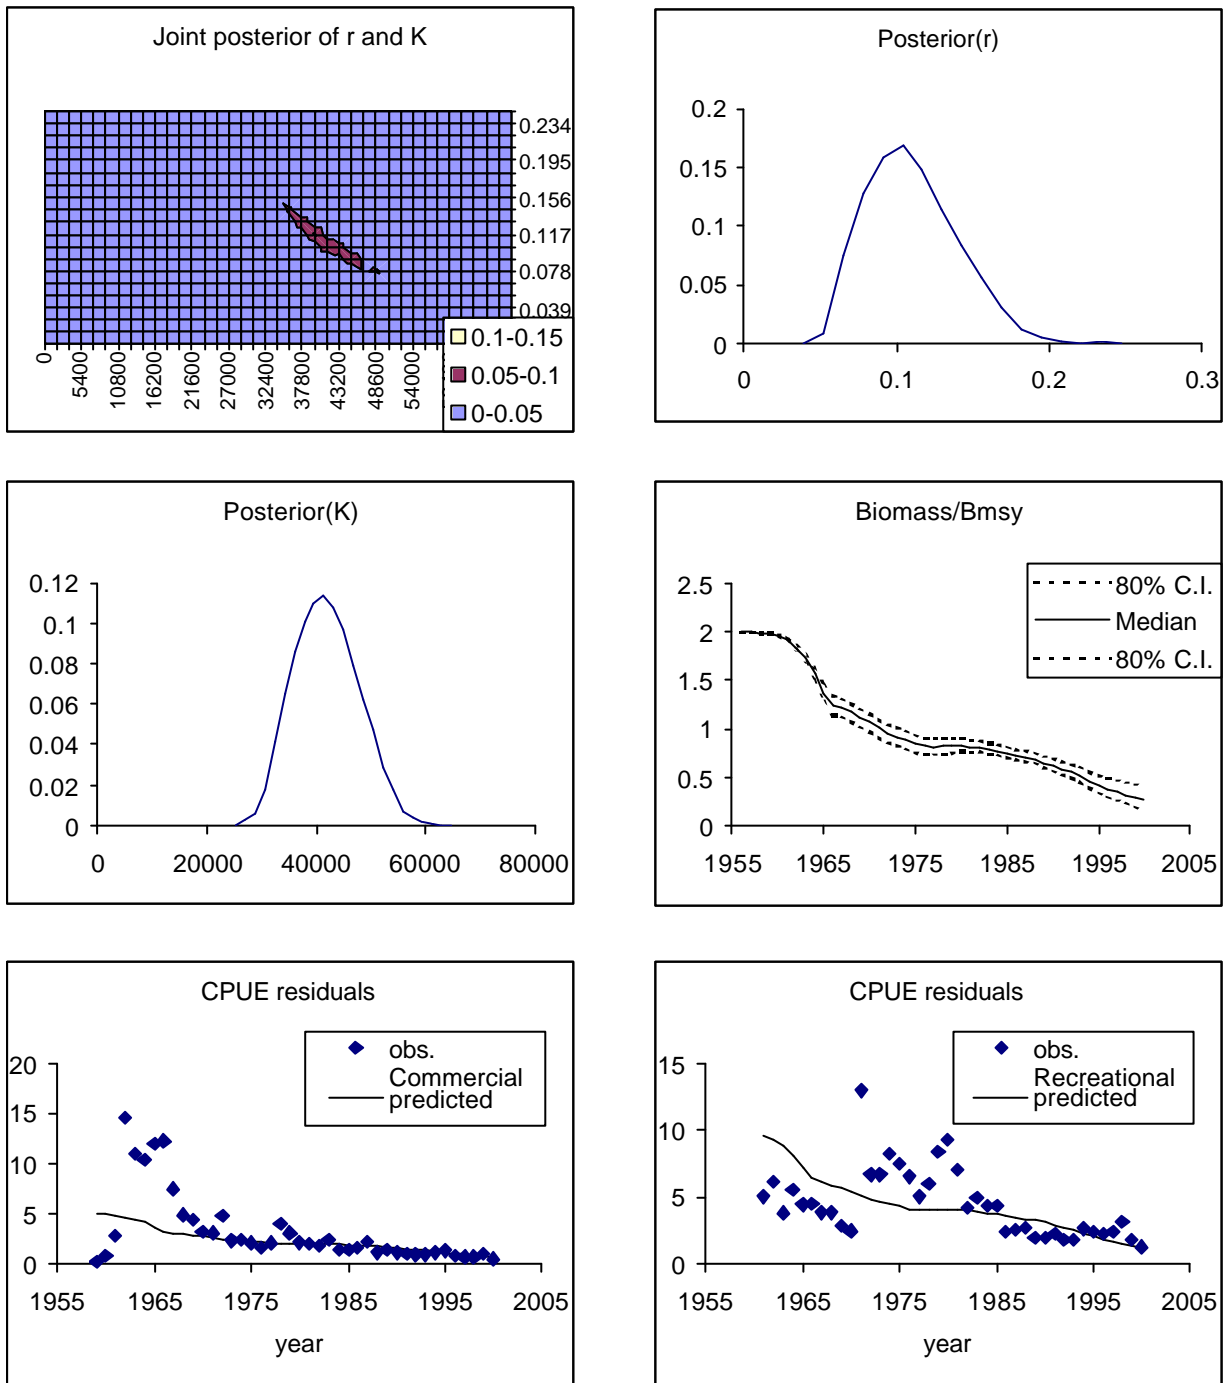 Joint posterior of r and K
0.234
0.195
0.156
0.117
0.078
0.039
0
5400
10800
16200
21600
27000
32400
37800
43200
48600
54000
0.1-0.15
0.05-0.1
0-0.05
Posterior(r)
0.2
0.15
0.1
0.05
0
0 0.1 0.2 0.3
Posterior(K)
0.12
0.1
0.08
0.06
0.04
0.02
0
0 20000 40000 60000 80000
Biomass/Bmsy
2.5
2
1.5
1
0.5
0
1955 1965 1975 1985 1995 2005
80% C.I.
Median
80% C.I.
CPUE residuals
obs.
Commercial
predicted
20
15
10
5
0
1955 1965 1975 1985 1995 2005
year
CPUE residuals
obs.
Recreational
predicted
15
10
5
0
1955 1965 1975 1985 1995 2005
year